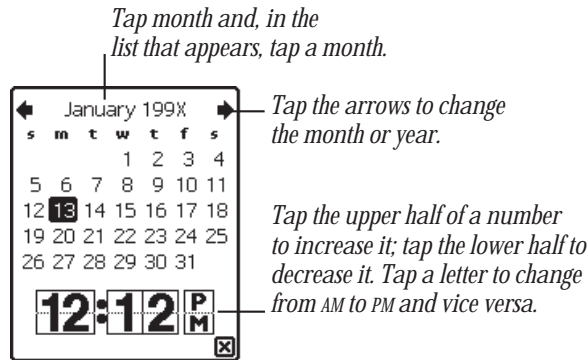 Tap month and, in the
list that appears, tap a month.
January 199X
s m t w t f s
1 2 3 4
5 6 7 8 9 10 11
12 13 14 15 16 17 18
19 20 21 22 23 24 25
26 27 28 29 30 31
12:12 PM
Tap the arrows to change
the month or year.
Tap the upper half of a number
to increase it; tap the lower half to
decrease it. Tap a letter to change
from AM to PM and vice versa.